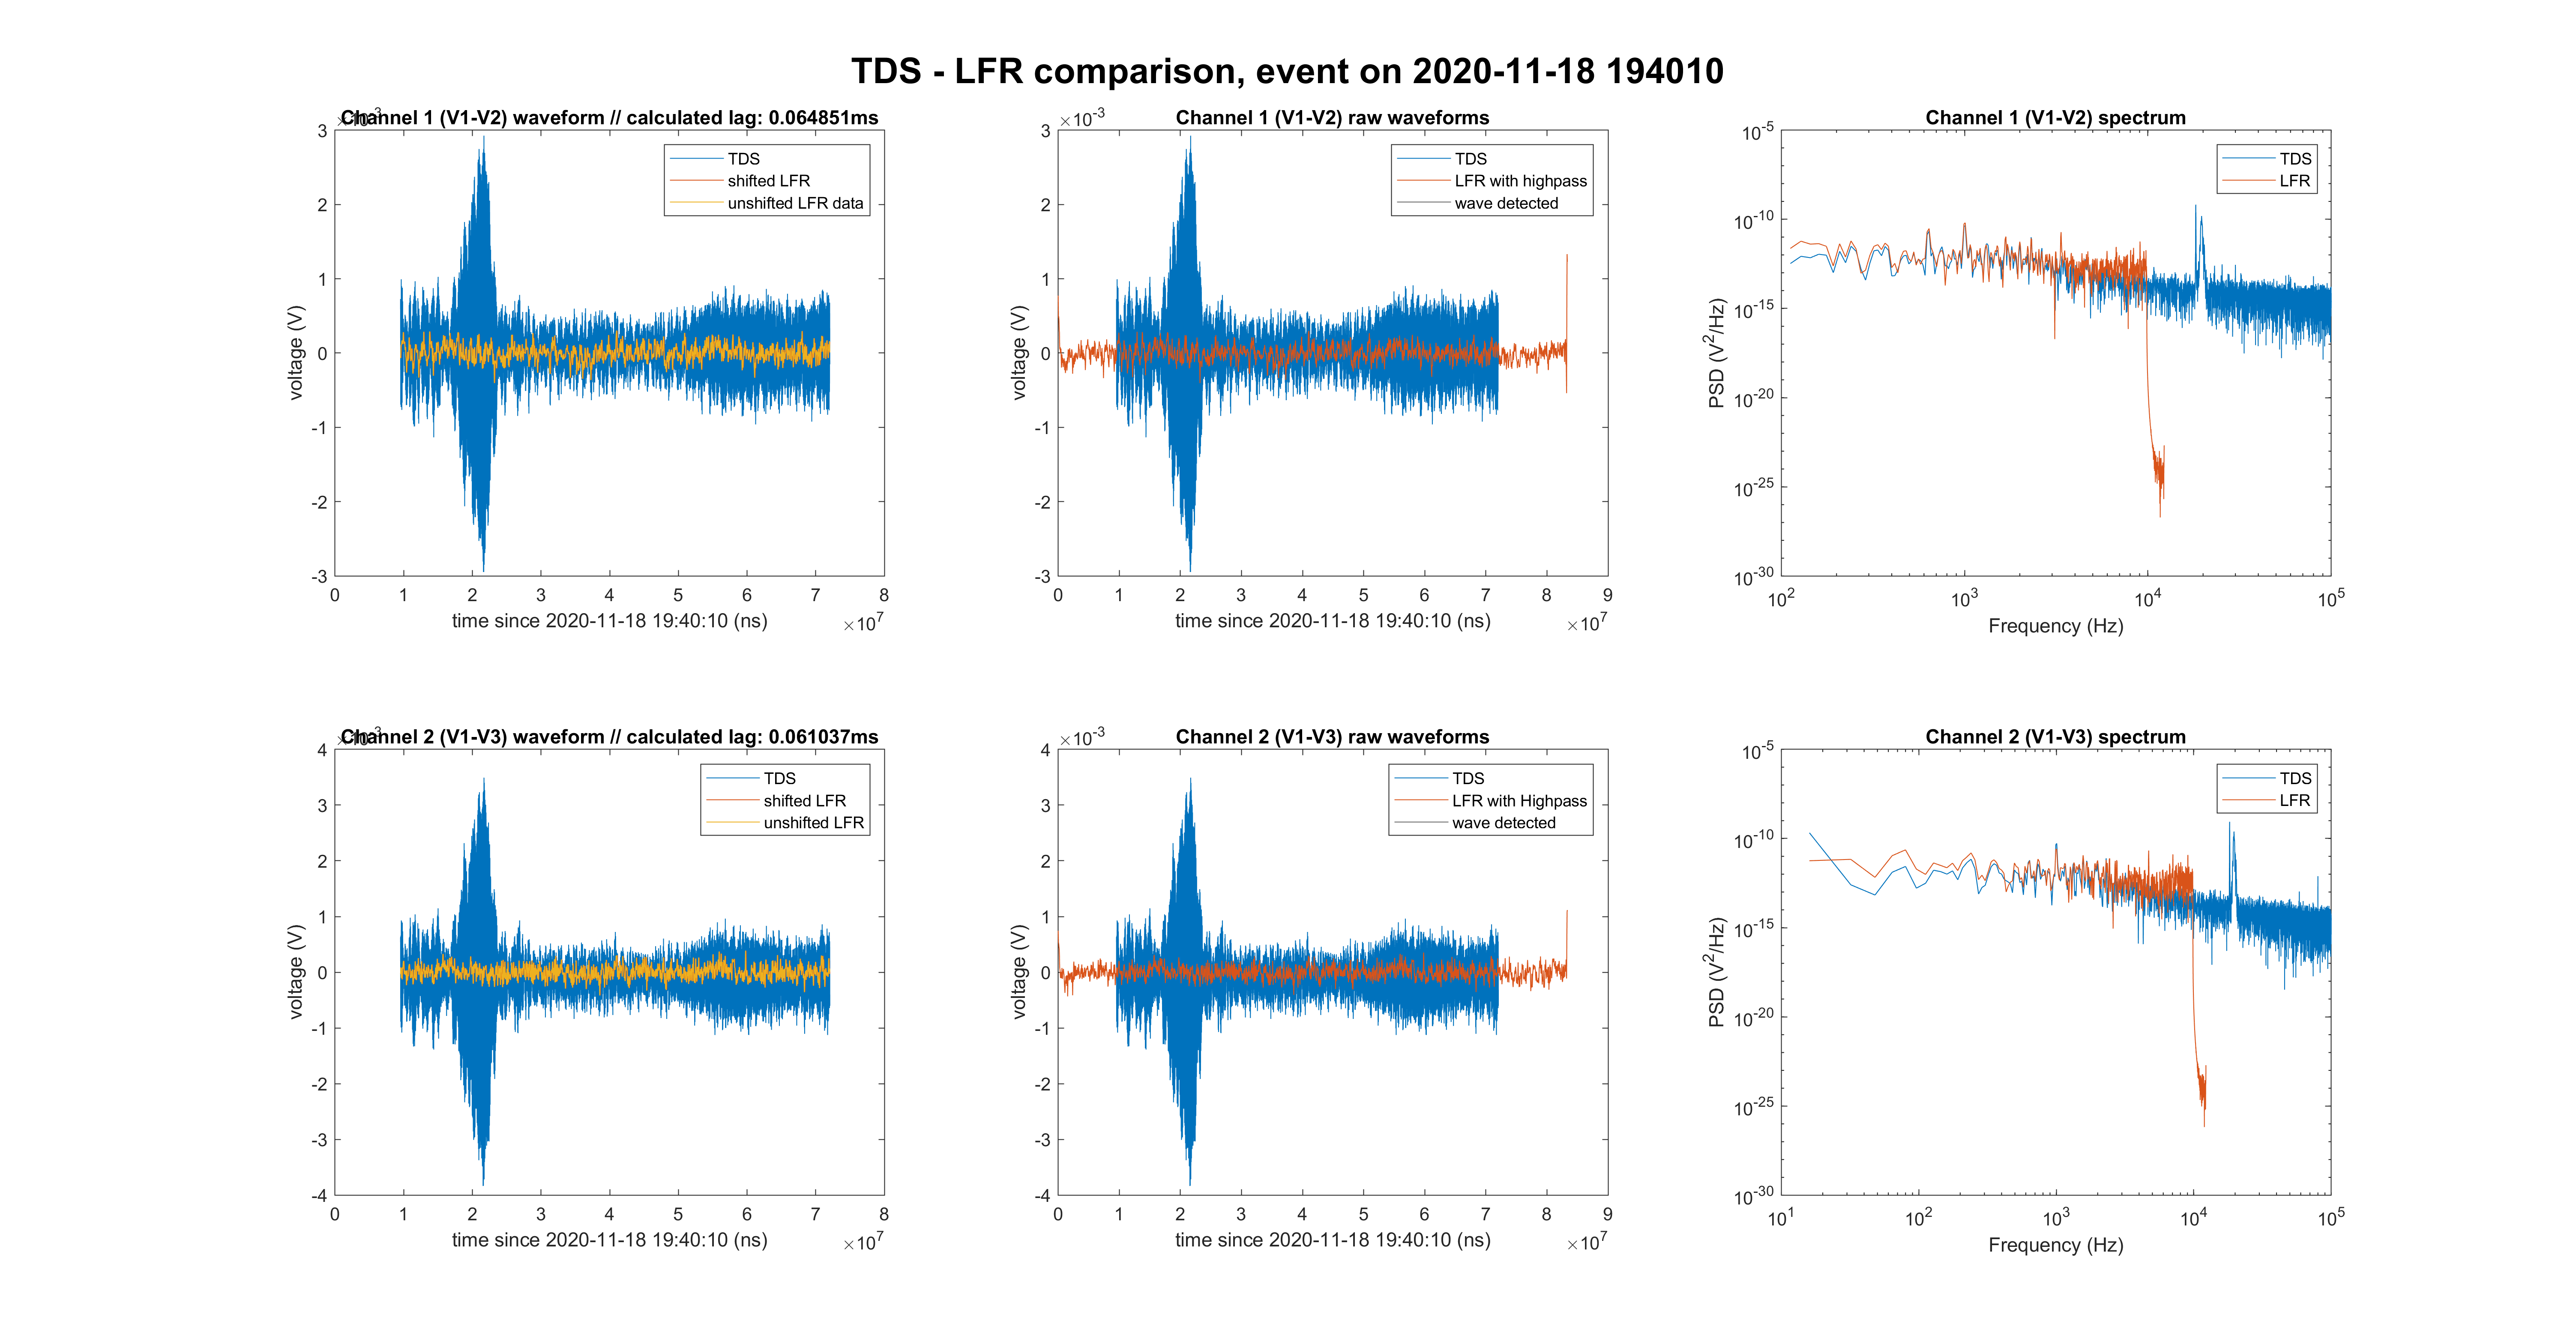 TDS - LFR comparison, event on 2020-11-18 194010
Channel 1 (V1-V2) waveform // calculated lag: 0.064851ms
3
2
1
0
-1
-2
-3
voltage (V)
TDS
shifted LFR
unshifted LFR data
0 1 2 3 4 5 6 7 8
time since 2020-11-18 19:40:10 (ns)
×10^7
Channel 1 (V1-V2) raw waveforms
×10^-3
3
2
1
0
-1
-2
-3
voltage (V)
TDS
LFR with highpass
wave detected
0 1 2 3 4 5 6 7 8 9
time since 2020-11-18 19:40:10 (ns)
×10^7
Channel 1 (V1-V2) spectrum
10^-5
10^-10
10^-15
10^-20
10^-25
10^-30
PSD (V^2/Hz)
TDS
LFR
10^2 10^3 10^4 10^5
Frequency (Hz)
Channel 2 (V1-V3) waveform // calculated lag: 0.061037ms
4
3
2
1
0
-1
-2
-3
-4
voltage (V)
TDS
shifted LFR
unshifted LFR
0 1 2 3 4 5 6 7 8
time since 2020-11-18 19:40:10 (ns)
×10^7
Channel 2 (V1-V3) raw waveforms
×10^-3
4
3
2
1
0
-1
-2
-3
-4
voltage (V)
TDS
LFR with Highpass
wave detected
0 1 2 3 4 5 6 7 8 9
time since 2020-11-18 19:40:10 (ns)
×10^7
Channel 2 (V1-V3) spectrum
10^-5
10^-10
10^-15
10^-20
10^-25
10^-30
PSD (V^2/Hz)
TDS
LFR
10^1 10^2 10^3 10^4 10^5
Frequency (Hz)